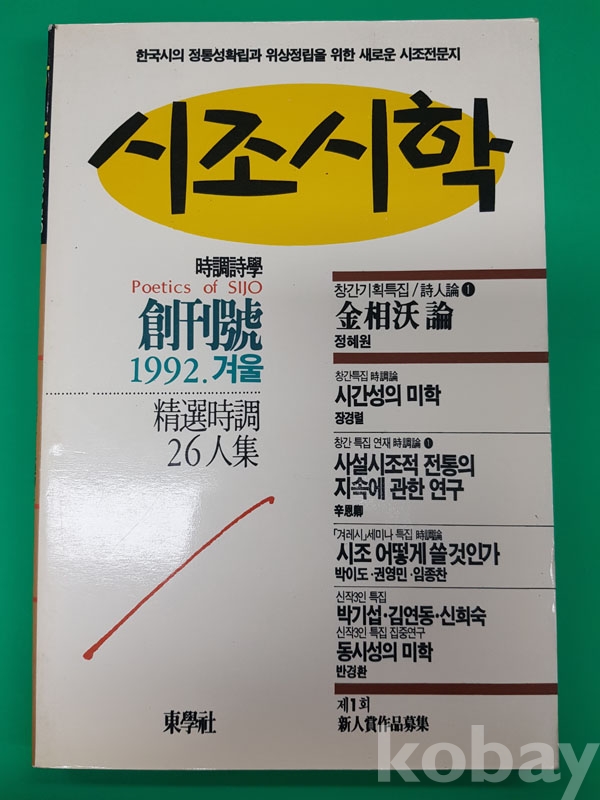 한국시의 정통성확립과 위상정립을 위한 새로운 시조전문지
시조시학
時調詩學
Poetics of SIJO
創刊號
1992. 겨울
精選時調
26人集
창간기획특집/詩人論❶
金相沃 論
정혜원
창간특집 時調論
시간성의 미학
장경렬
창간 특집 연재 時調論❶
사설시조적 전통의
지속에 관한 연구
辛恩卿
「겨레시」세미나 특집 時調論
시조 어떻게 쓸 것인가
박이도·권영민·임종찬
신작3인 특집
박기섭·김연동·신희숙
신작3인 특집 집중연구
동시성의 미학
반경환
제1회
新人賞作品募集
東學社
kobay